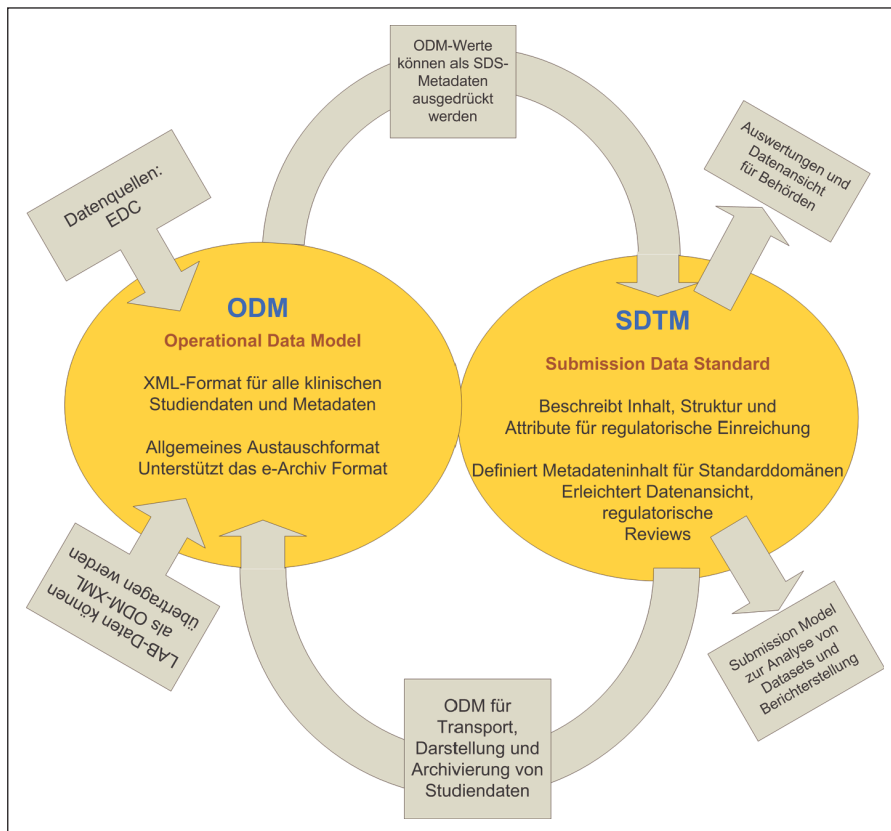 ODM-Werte
können als SDS-
Metadaten
ausgedrückt
werden
Auswertungen und
Datenansicht
für Behörden
Datenquellen:
EDC
ODM
Operational Data Model
XML-Format für alle klinischen
Studiendaten und Metadaten
Allgemeines Austauschformat
Unterstützt das e-Archiv Format
SDTM
Submission Data Standard
Beschreibt Inhalt, Struktur und
Attribute für regulatorische Einreichung
Definiert Metadateninhalt für Standarddomänen
Erleichtert Datenansicht,
regulatorische
Reviews
LAB-Daten können
als ODM-XML
übertragen werden
Submission Model
zur Analyse von
Datasets und
Berichterstellung
ODM für
Transport,
Darstellung und
Archivierung von
Studiendaten